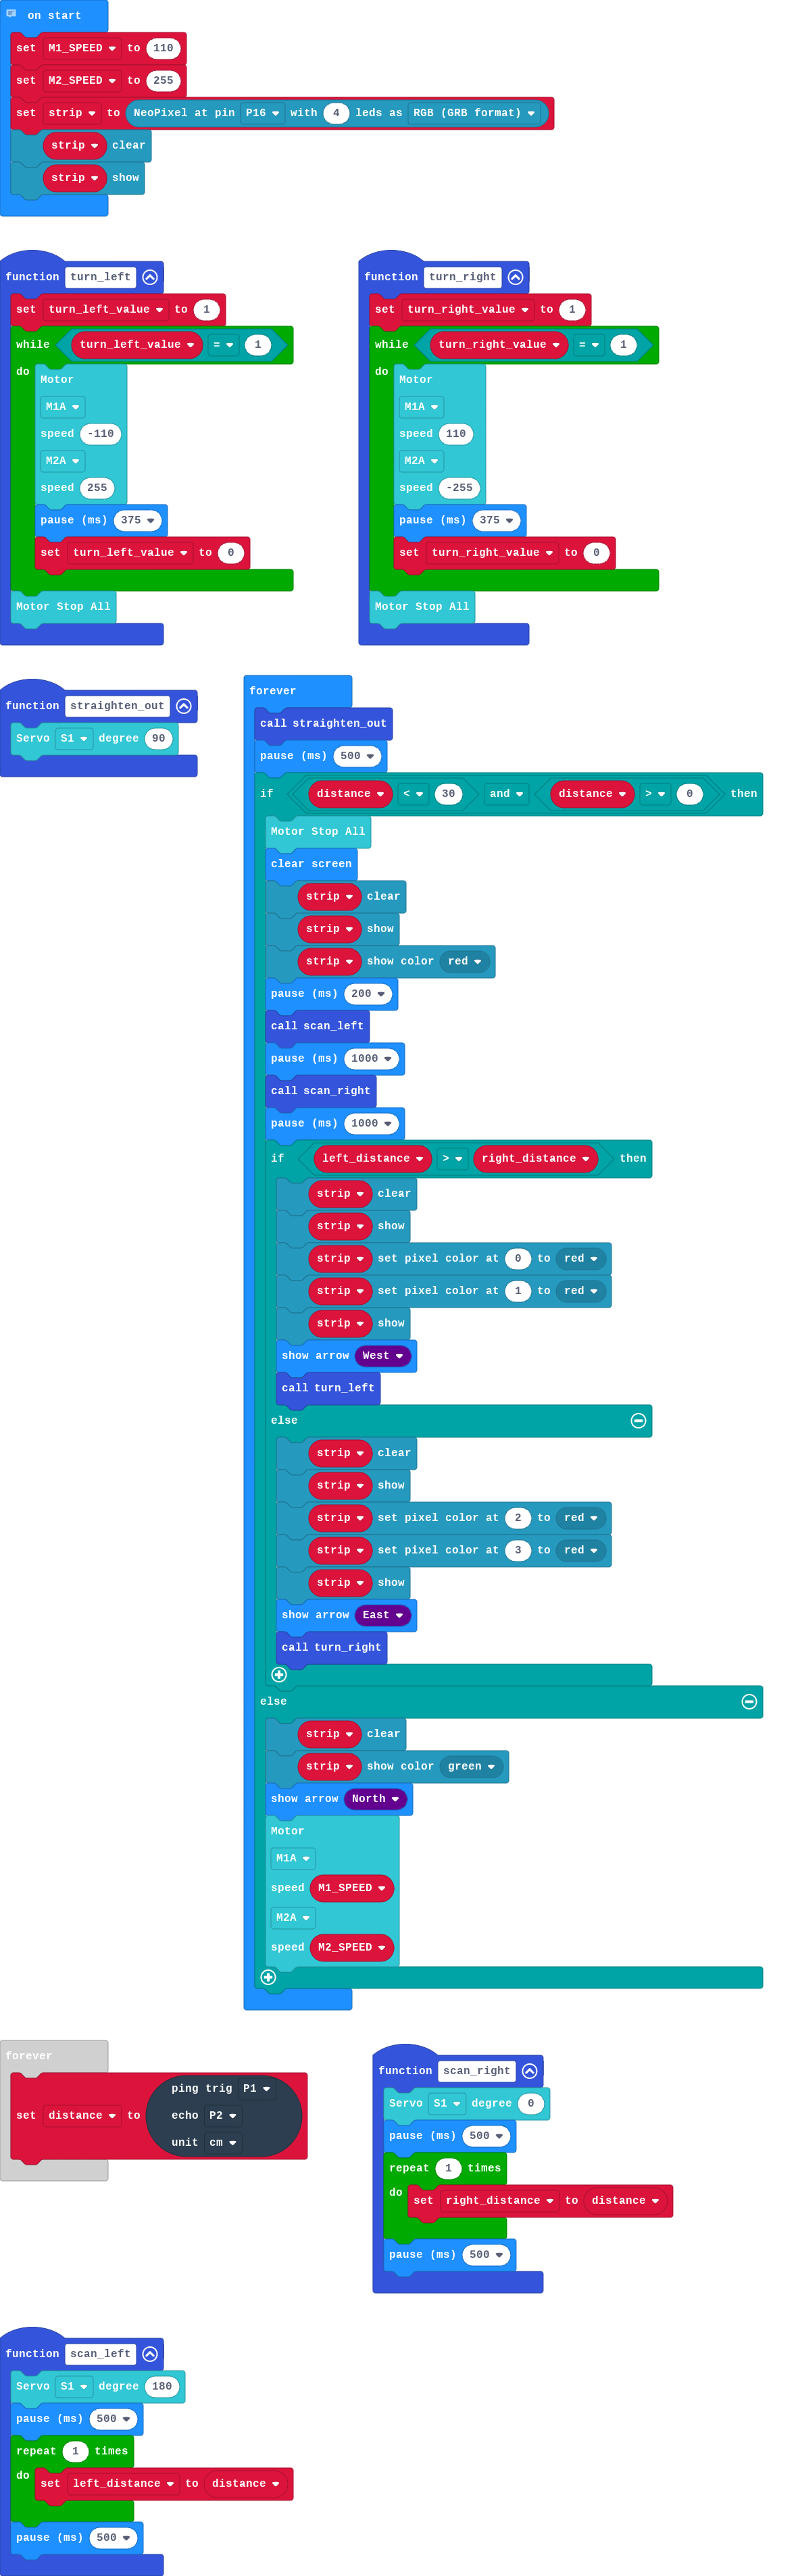 on start
set M1_SPEED to 110
set M2_SPEED to 255
set strip to NeoPixel at pin P16 with 4 leds as RGB (GRB format)
strip clear
strip show
function turn_left
set turn_left_value to 1
while turn_left_value = 1
do
Motor
M1A
speed -110
M2A
speed 255
pause (ms) 375
set turn_left_value to 0
Motor Stop All
function turn_right
set turn_right_value to 1
while turn_right_value = 1
do
Motor
M1A
speed 110
M2A
speed -255
pause (ms) 375
set turn_right_value to 0
Motor Stop All
function straighten_out
Servo S1 degree 90
forever
call straighten_out
pause (ms) 500
if distance < 30 and distance > 0 then
Motor Stop All
clear screen
strip clear
strip show
strip show color red
pause (ms) 200
call scan_left
pause (ms) 1000
call scan_right
pause (ms) 1000
if left_distance > right_distance then
strip clear
strip show
strip set pixel color at 0 to red
strip set pixel color at 1 to red
strip show
show arrow West
call turn_left
else
strip clear
strip show
strip set pixel color at 2 to red
strip set pixel color at 3 to red
strip show
show arrow East
call turn_right
else
strip clear
strip show color green
show arrow North
Motor
M1A
speed M1_SPEED
M2A
speed M2_SPEED
forever
set distance to ping trig P1
echo P2
unit cm
function scan_right
Servo S1 degree 0
pause (ms) 500
repeat 1 times
do set right_distance to distance
pause (ms) 500
function scan_left
Servo S1 degree 180
pause (ms) 500
repeat 1 times
do set left_distance to distance
pause (ms) 500